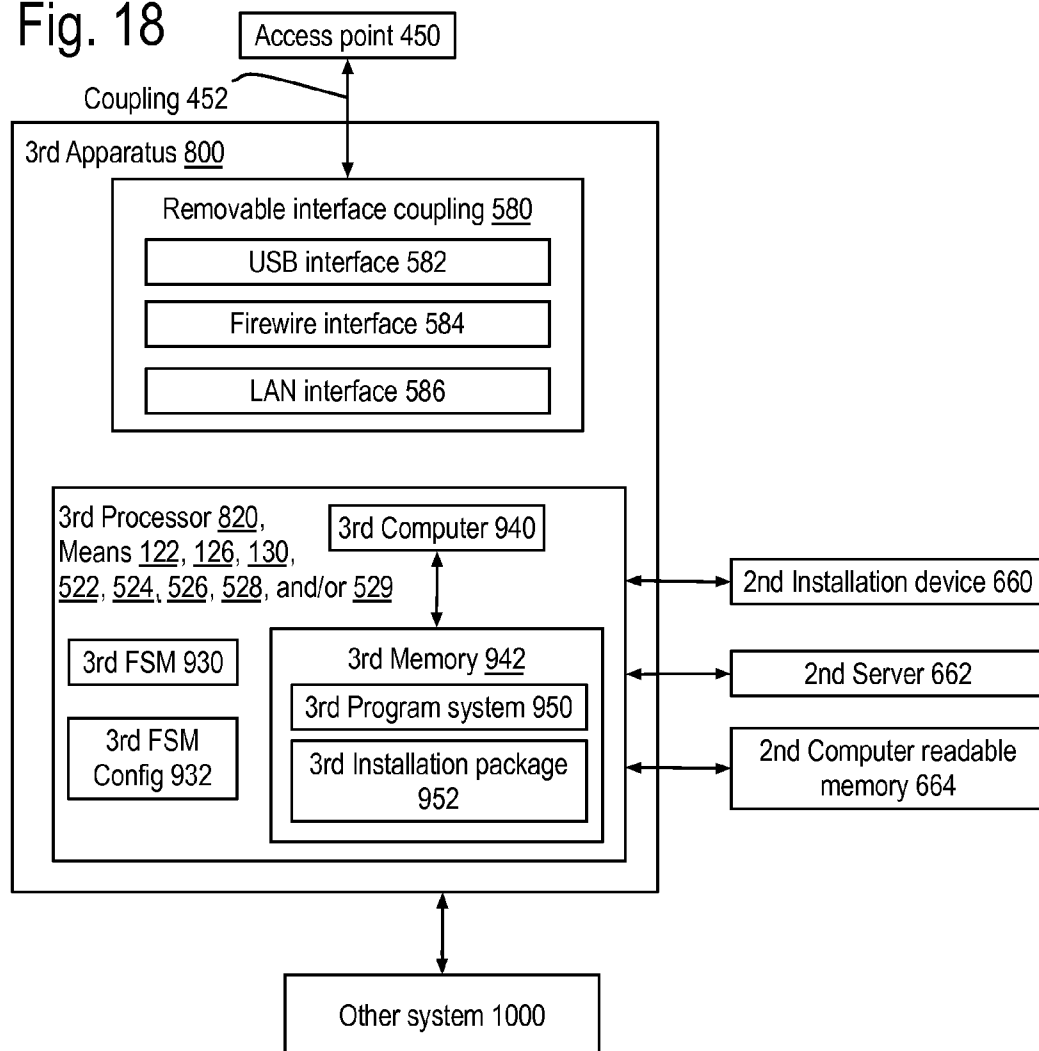 Fig. 18
Access point 450
Coupling 452
3rd Apparatus 800
Removable interface coupling 580
USB interface 582
Firewire interface 584
LAN interface 586
3rd Processor 820,
Means 122, 126, 130,
522, 524, 526, 528, and/or 529
3rd Computer 940
3rd FSM 930
3rd FSM
Config 932
3rd Memory 942
3rd Program system 950
3rd Installation package
952
2nd Installation device 660
2nd Server 662
2nd Computer readable
memory 664
Other system 1000